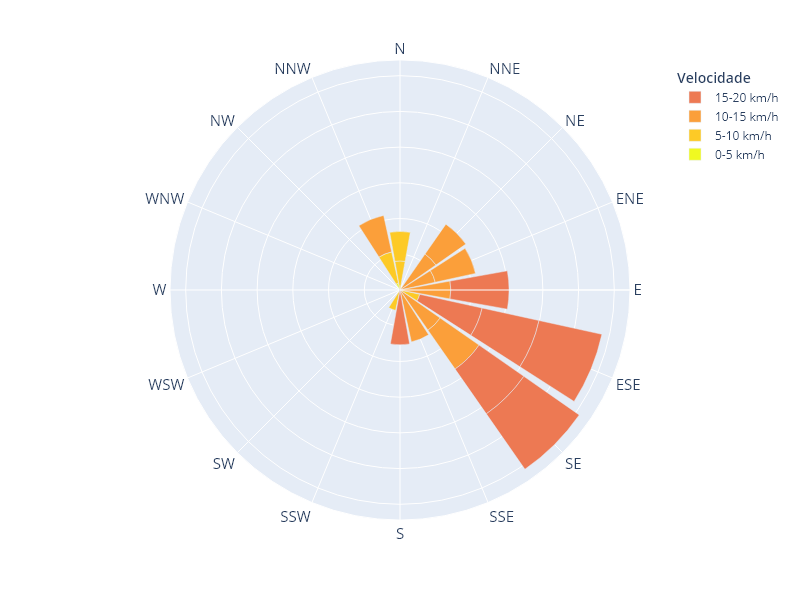 N
NNW
NNE
Velocidade
15-20 km/h
10-15 km/h
NW
NE
5-10 km/h
0-5 km/h
WNW
ENE
W
E
WSW
ESE
SW
SE
SSW
SSE
S